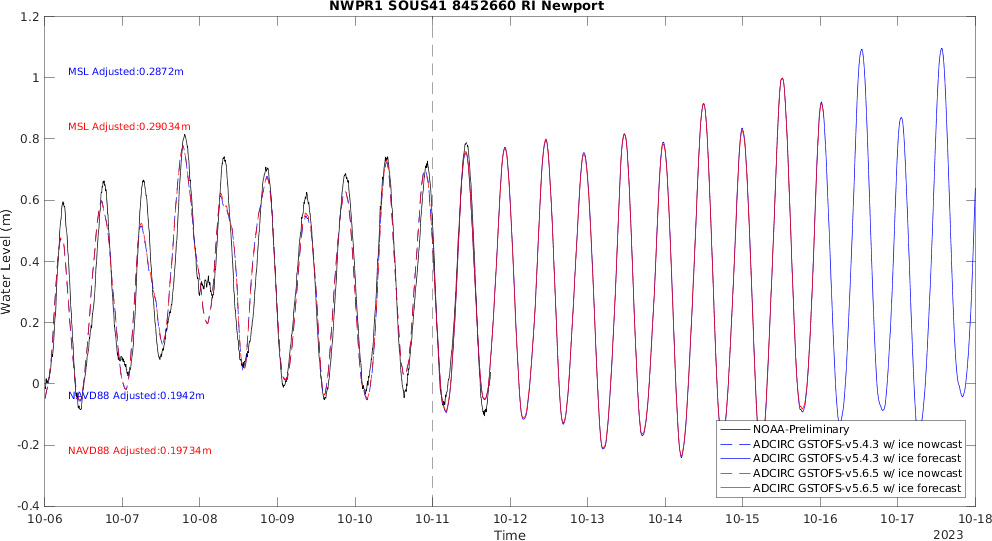 NWPR1 SOUS41 8452660 RI Newport
1.2
1
0.8
0.6
0.4
0.2
0
-0.2
-0.4
Water Level (m)
MSL Adjusted:0.2872m
MSL Adjusted:0.29034m
NAVD88 Adjusted:0.1942m
NAVD88 Adjusted:0.19734m
NOAA-Preliminary
ADCIRC GSTOFS-v5.4.3 w/ ice nowcast
ADCIRC GSTOFS-v5.4.3 w/ ice forecast
ADCIRC GSTOFS-v5.6.5 w/ ice nowcast
ADCIRC GSTOFS-v5.6.5 w/ ice forecast
10-06 10-07 10-08 10-09 10-10 10-11 10-12 10-13 10-14 10-15 10-16 10-17 10-18
Time
2023